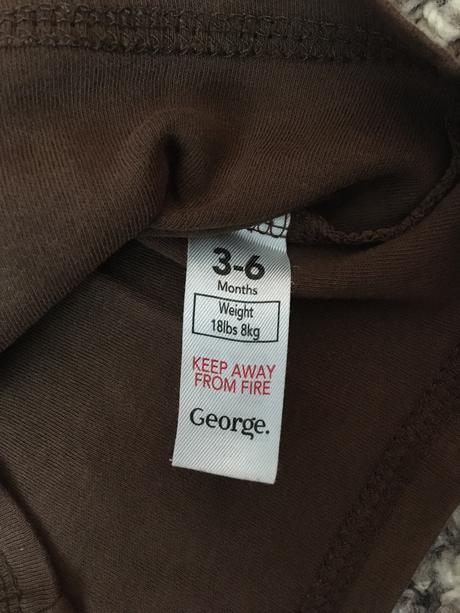 3-6
Months
Weight
18lbs 8kg
KEEP AWAY
FROM FIRE
George.